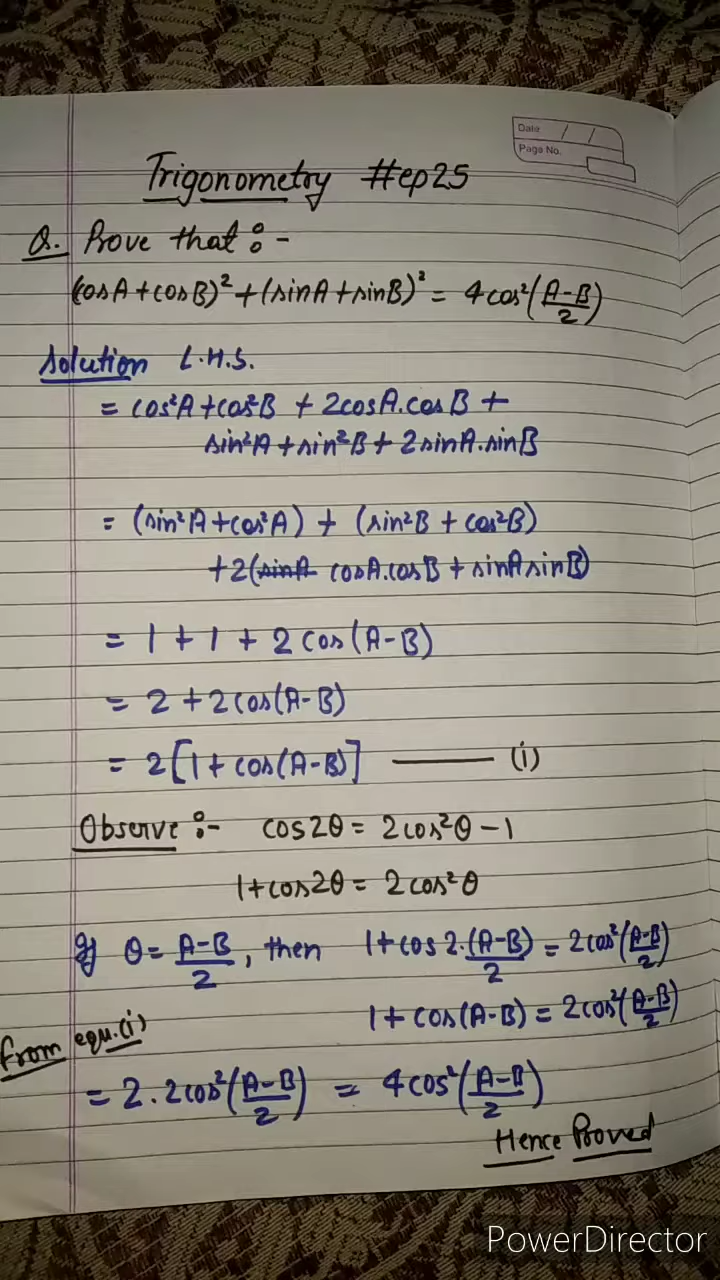 Date / /
Page No.
Trigonometry #ep25
Q. Prove that :-
(cosA+cosB)²+(sinA+sinB)² = 4cos²(A-B/2)
Solution L.H.S.
= cos²A+cos²B + 2cosA.cosB +
sin²A+sin²B+ 2sinA.sinB
= (sin²A+cos²A) + (sin²B + cos²B)
+2(sinA cosA.cosB + sinAsinB)
= 1 + 1 + 2 cos(A-B)
= 2 +2cos(A-B)
= 2[1+ cos(A-B)] ——— (i)
Observe :- cos2θ = 2cos²θ -1
1+cos2θ = 2cos²θ
If θ= A-B/2, then 1+cos 2.(A-B)/2 = 2cos²(A-B/2)
1+ cos(A-B) = 2cos²(A-B/2)
From equ.(i)
= 2.2cos²(A-B/2) = 4cos²(A-B/2)
Hence Proved
PowerDirector